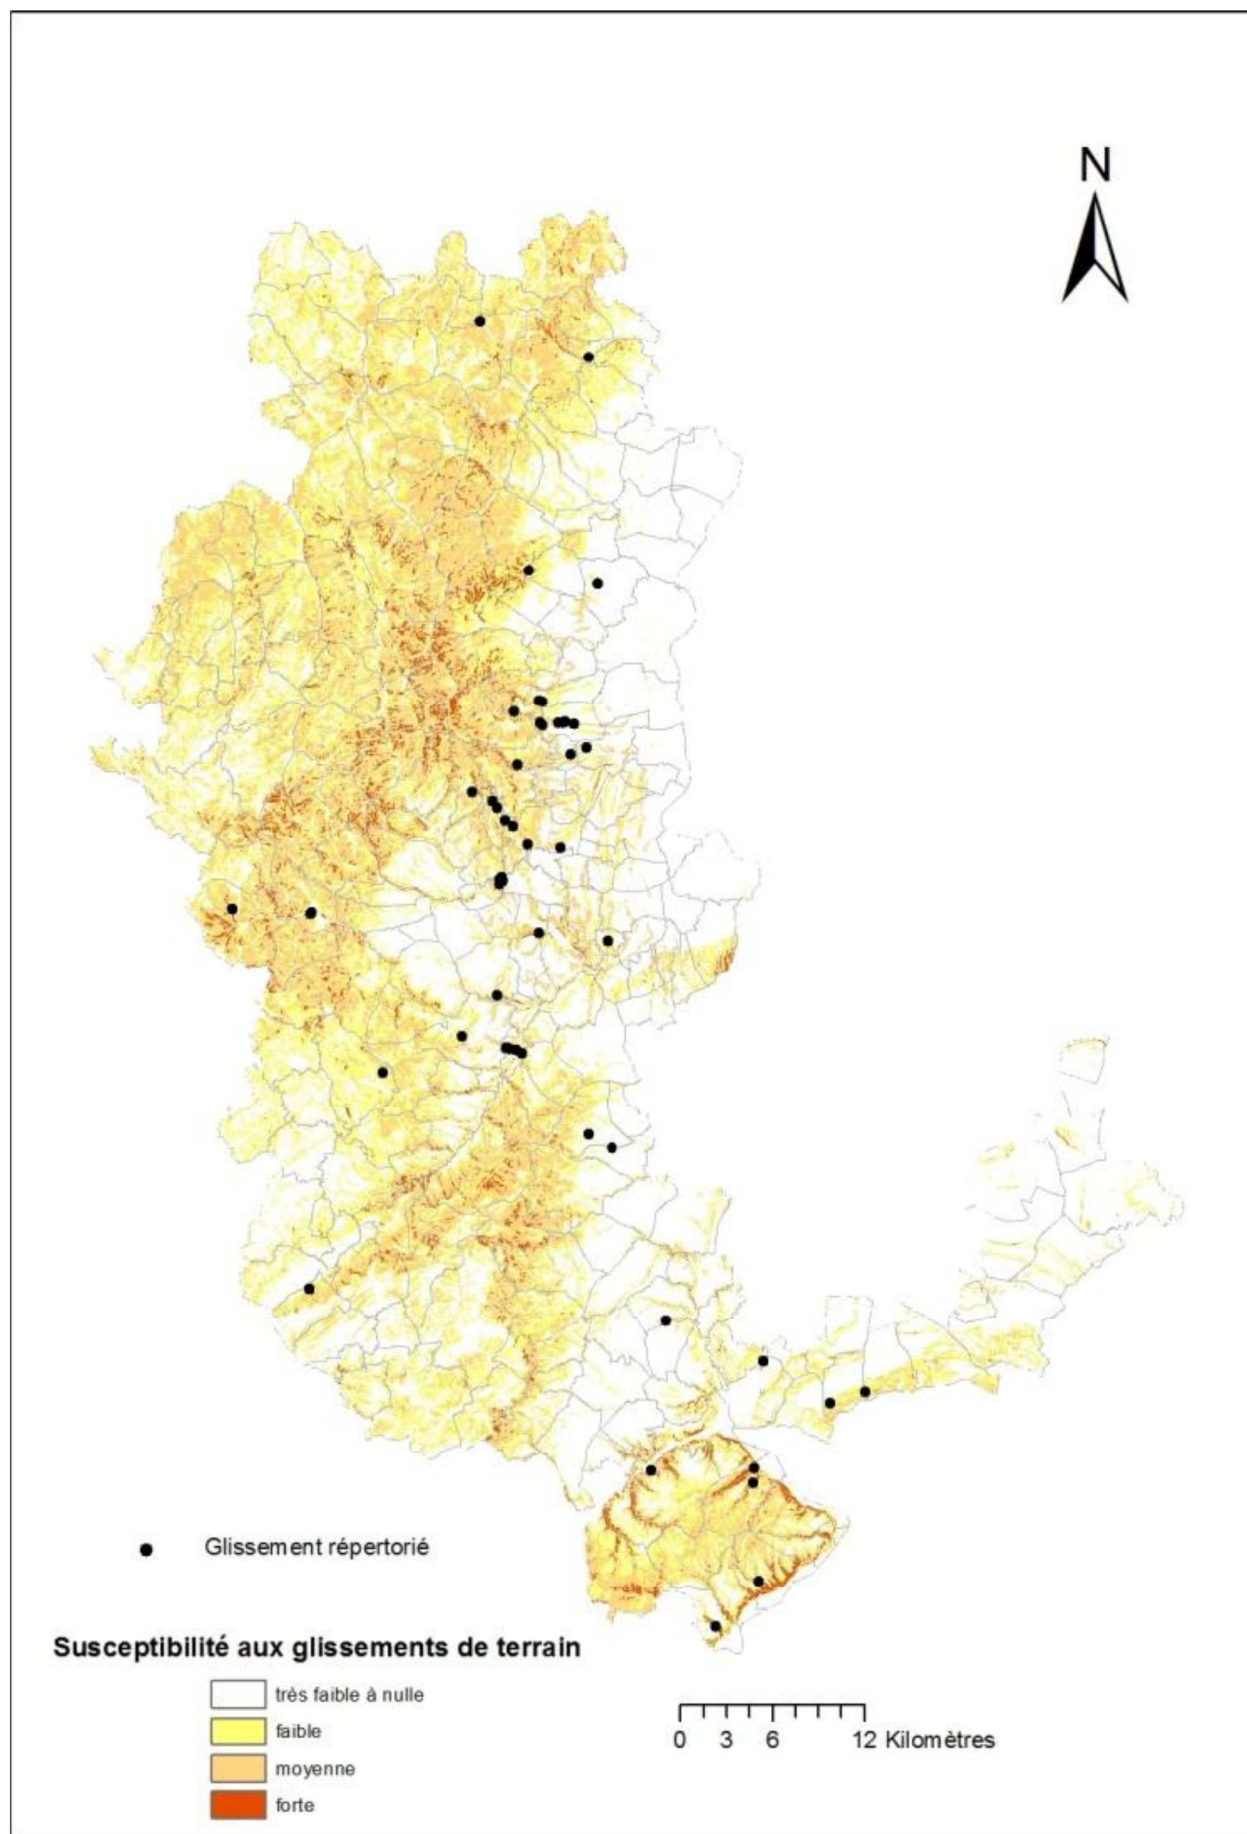 N
Glissement répertorié
Susceptibilité aux glissements de terrain
très faible à nulle
faible
moyenne
forte
0 3 6 12 Kilomètres